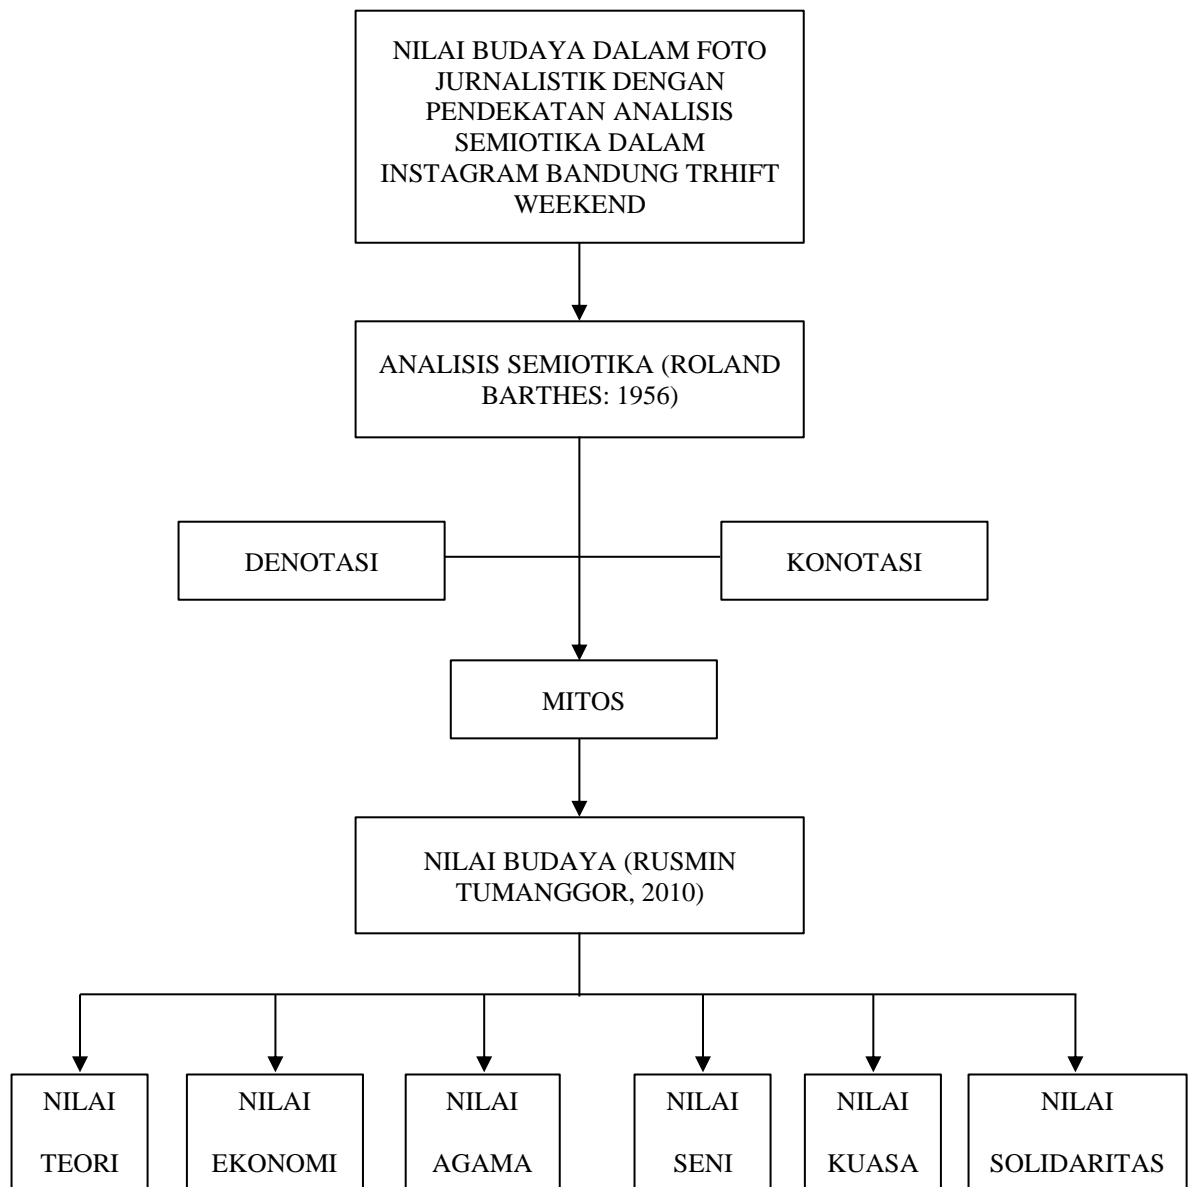 NILAI BUDAYA DALAM FOTO
JURNALISTIK DENGAN
PENDEKATAN ANALISIS
SEMIOTIKA DALAM
INSTAGRAM BANDUNG TRHIFT
WEEKEND
ANALISIS SEMIOTIKA (ROLAND
BARTHES: 1956)
DENOTASI
KONOTASI
MITOS
NILAI BUDAYA (RUSMIN
TUMANGGOR, 2010)
NILAI
TEORI
NILAI
EKONOMI
NILAI
AGAMA
NILAI
SENI
NILAI
KUASA
NILAI
SOLIDARITAS